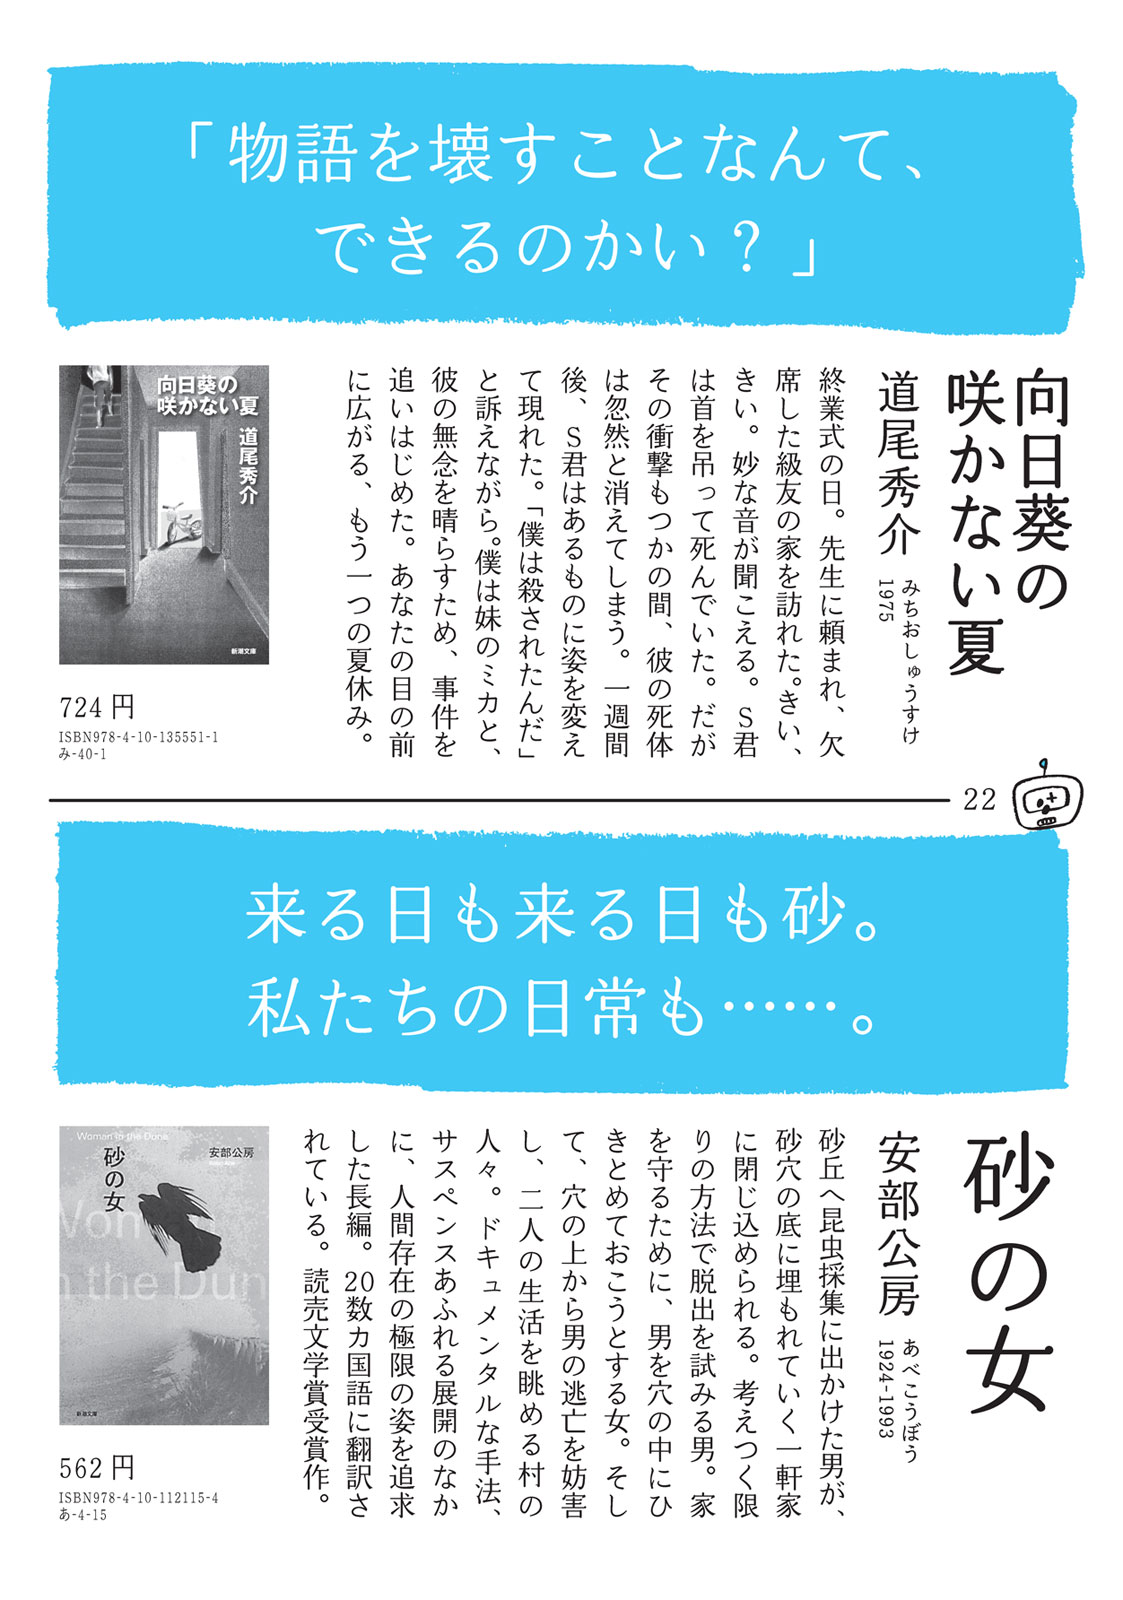 「物語を壊すことなんて、
できるのかい？」
向日葵の
咲かない夏
道尾秀介
みちおしゅうすけ
1975
終業式の日。先生に頼まれ、欠
席した級友の家を訪れた。きい、
きい。妙な音が聞こえる。S君
は首を吊って死んでいた。だが
その衝撃もつかの間、彼の死体
は忽然と消えてしまう。一週間
後、S君はあるものに姿を変え
て現れた。「僕は殺されたんだ」
と訴えながら。僕は妹のミカと、
彼の無念を晴らすため、事件を
追いはじめた。あなたの目の前
に広がる、もう一つの夏休み。
向日葵の
咲かない夏
道尾秀介
新潮文庫
724円
ISBN978-4-10-135551-1
み-40-1
22
来る日も来る日も砂。
私たちの日常も……。
砂の女
安部公房
あべこうぼう
1924-1993
砂丘へ昆虫採集に出かけた男が、
砂穴の底に埋もれていく一軒家
に閉じ込められる。考えつく限
りの方法で脱出を試みる男。家
を守るために、男を穴の中にひ
きとめておこうとする女。そし
て、穴の上から男の逃亡を妨害
し、二人の生活を眺める村の
人々。ドキュメンタルな手法、
サスペンスあふれる展開のなか
に、人間存在の極限の姿を追求
した長編。20数カ国語に翻訳さ
れている。読売文学賞受賞作。
Woman in the Dune
砂の女
安部公房
Wom
n the Dun
新潮文庫
562円
ISBN978-4-10-112115-4
あ-4-15